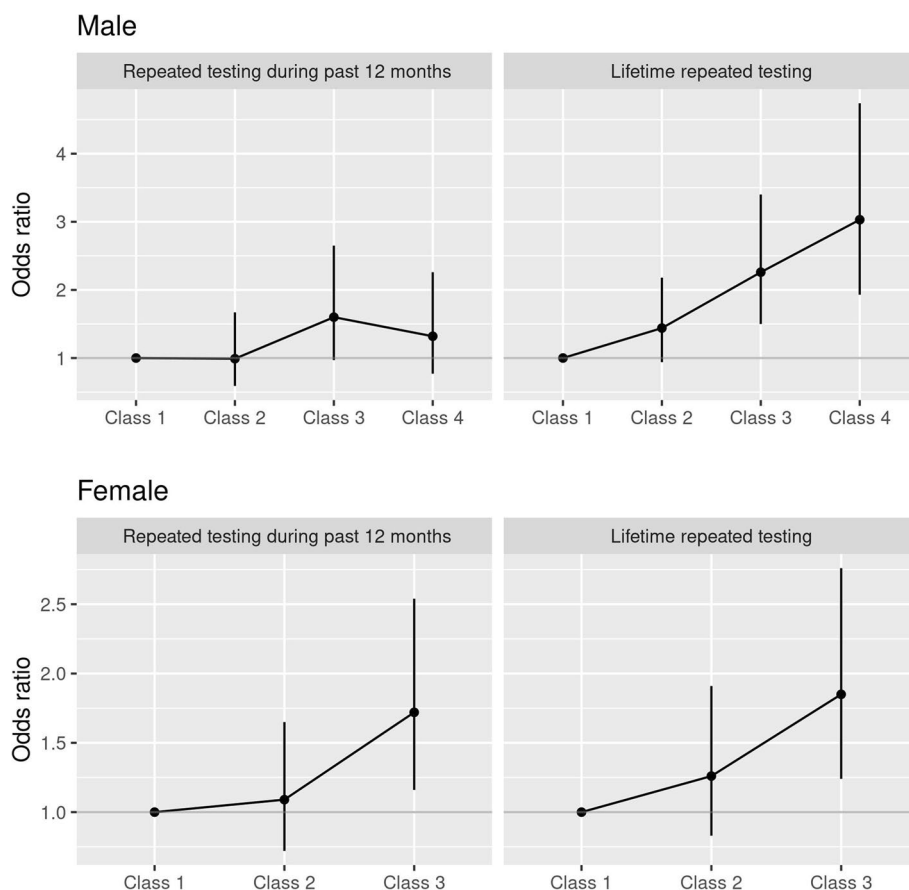 Male
Repeated testing during past 12 months
Lifetime repeated testing
Odds ratio
4
3
2
1
Class 1 Class 2 Class 3 Class 4
Class 1 Class 2 Class 3 Class 4
Female
Repeated testing during past 12 months
Lifetime repeated testing
Odds ratio
2.5
2.0
1.5
1.0
Class 1 Class 2 Class 3
Class 1 Class 2 Class 3